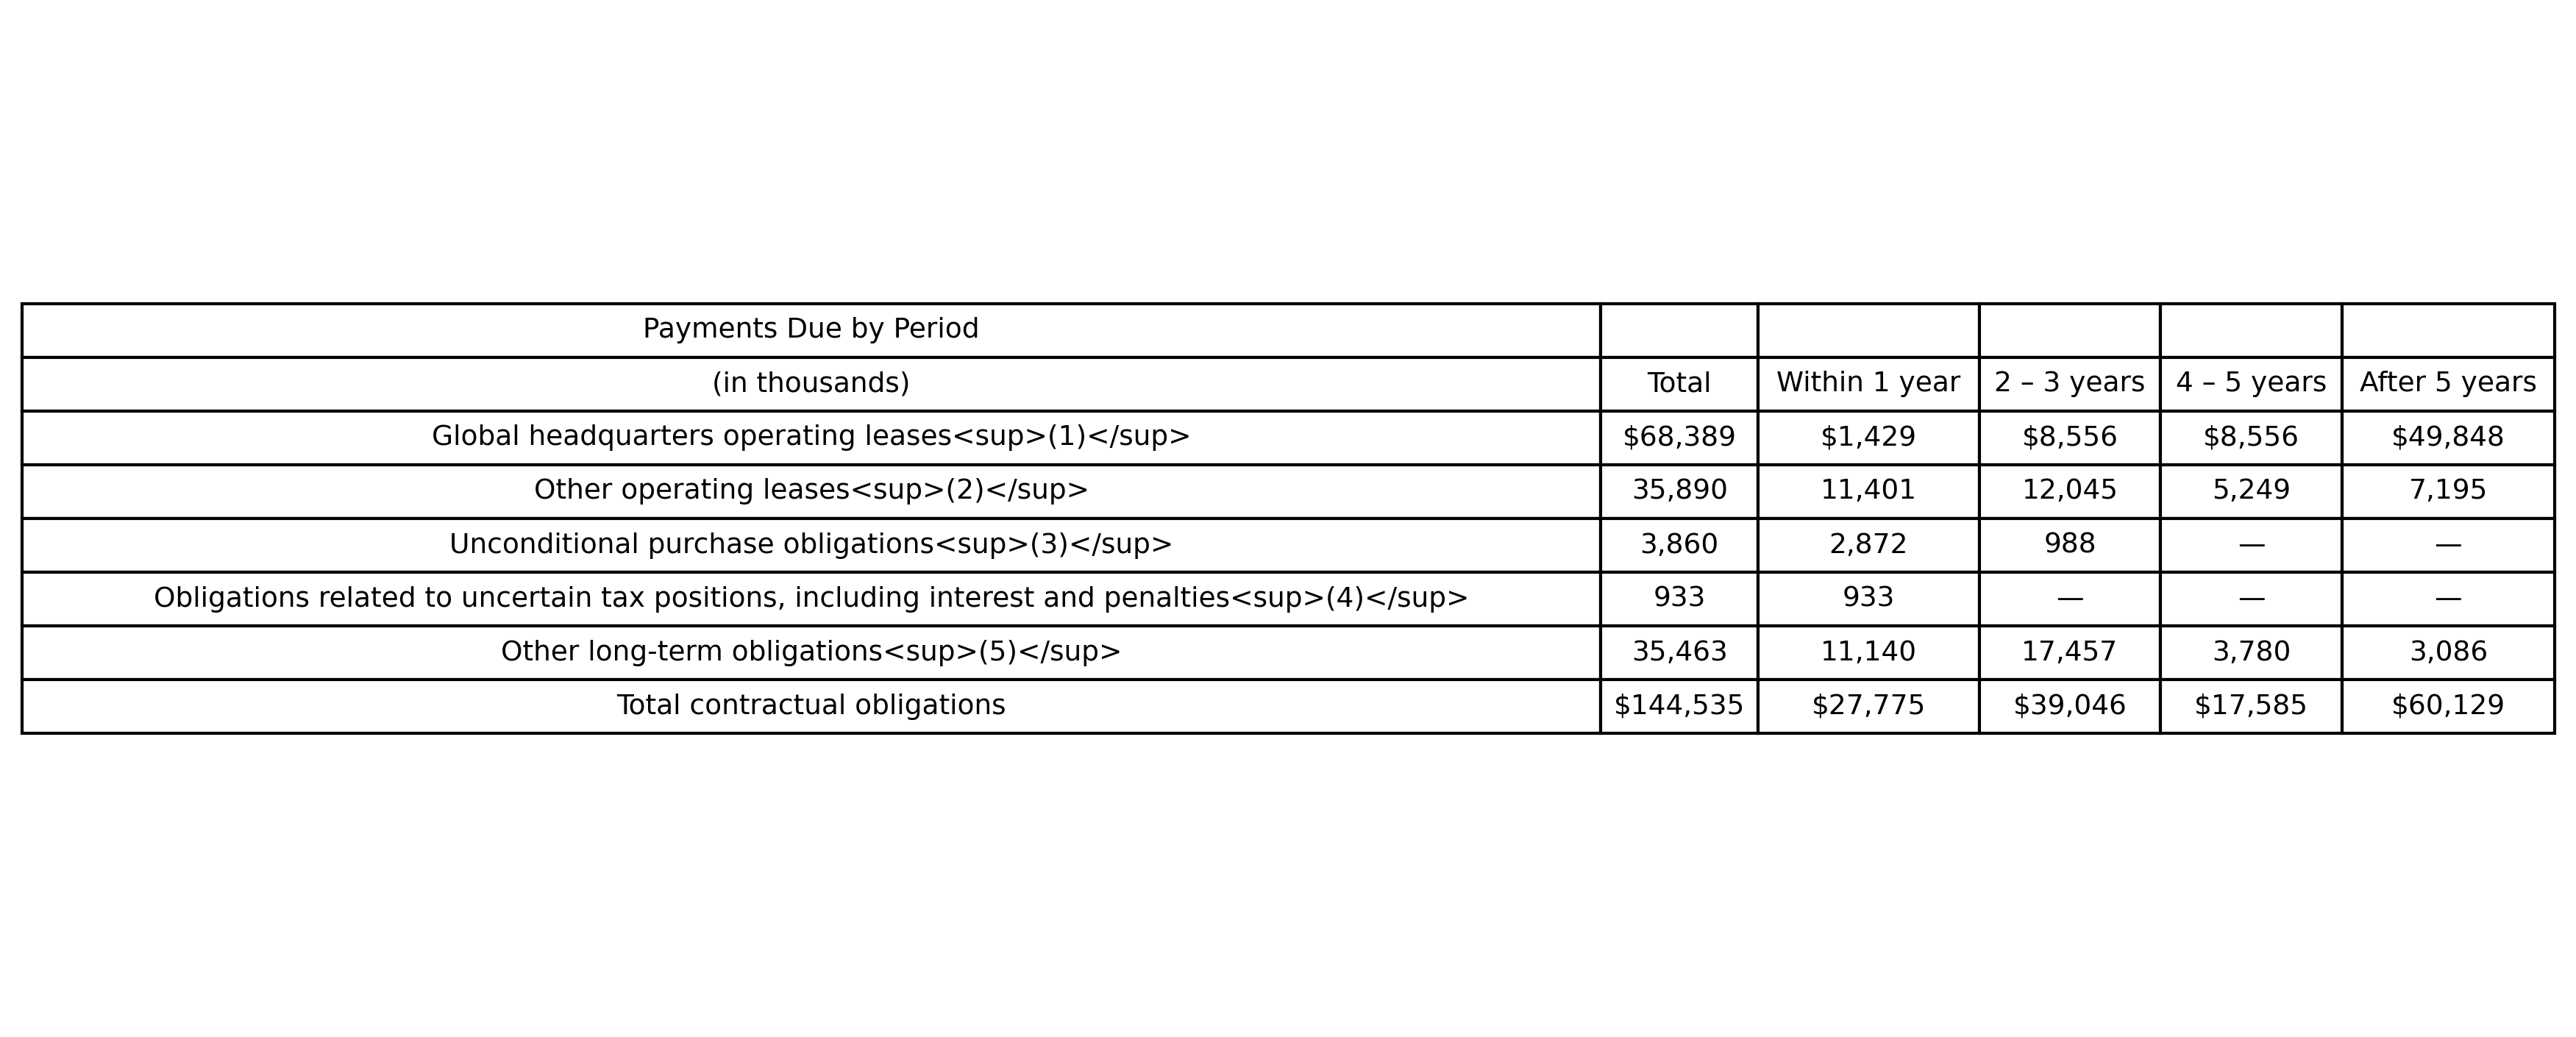 Payments Due by Period
(in thousands) Total Within 1 year 2 – 3 years 4 – 5 years After 5 years
Global headquarters operating leases<sup>(1)</sup> $68,389 $1,429 $8,556 $8,556 $49,848
Other operating leases<sup>(2)</sup> 35,890 11,401 12,045 5,249 7,195
Unconditional purchase obligations<sup>(3)</sup> 3,860 2,872 988 — —
Obligations related to uncertain tax positions, including interest and penalties<sup>(4)</sup> 933 933 — — —
Other long-term obligations<sup>(5)</sup> 35,463 11,140 17,457 3,780 3,086
Total contractual obligations $144,535 $27,775 $39,046 $17,585 $60,129